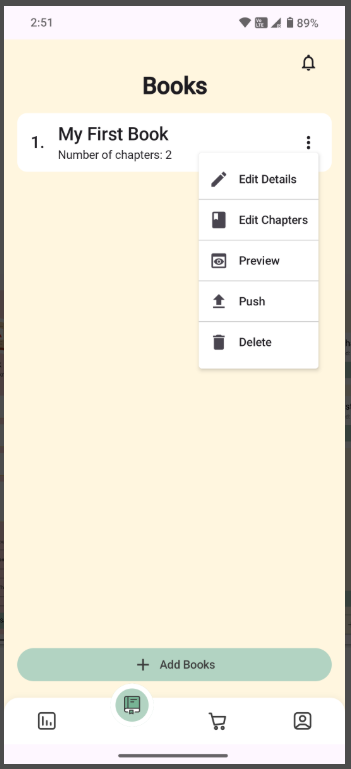 2:51
89%
Books
1.
My First Book
Number of chapters: 2
Edit Details
Edit Chapters
Preview
Push
Delete
Add Books